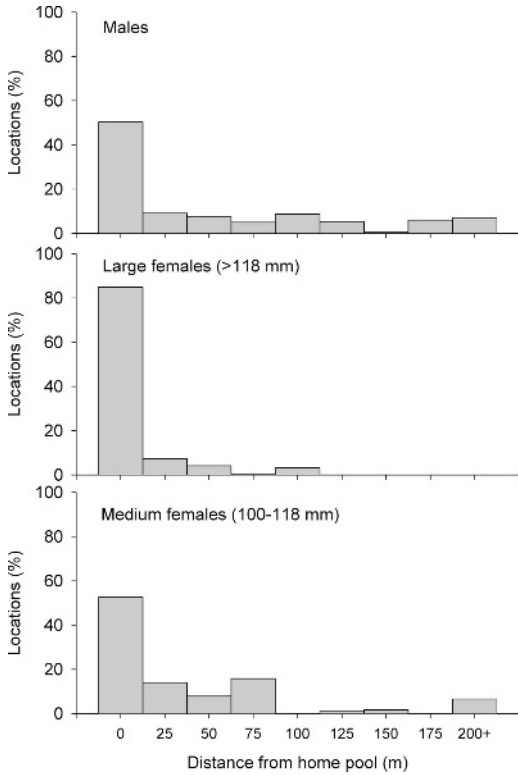 100
Males
80
60
40
20
0
Locations (%)
Large females (>118 mm)
80
60
40
20
0
Locations (%)
100
Medium females (100-118 mm)
80
60
40
20
0
Locations (%)
0 25 50 75 100 125 150 175 200+
Distance from home pool (m)